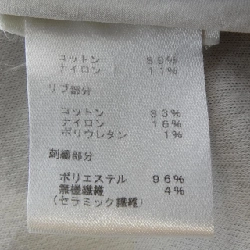 コットン 89%
ナイロン 11%
リブ部分
コットン 83%
ナイロン 16%
ポリウレタン 1%
刺繍部分
ポリエステル 96%
無機繊維 4%
(セラミック繊維)